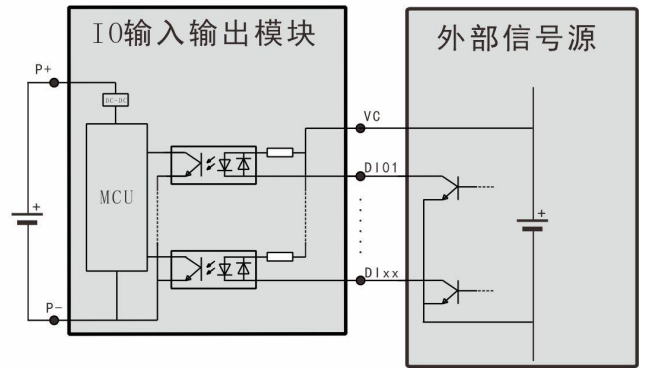 IO输入输出模块
外部信号源
P+
DC-DC
VC
DI01
MCU
+
+
DIxx
P-